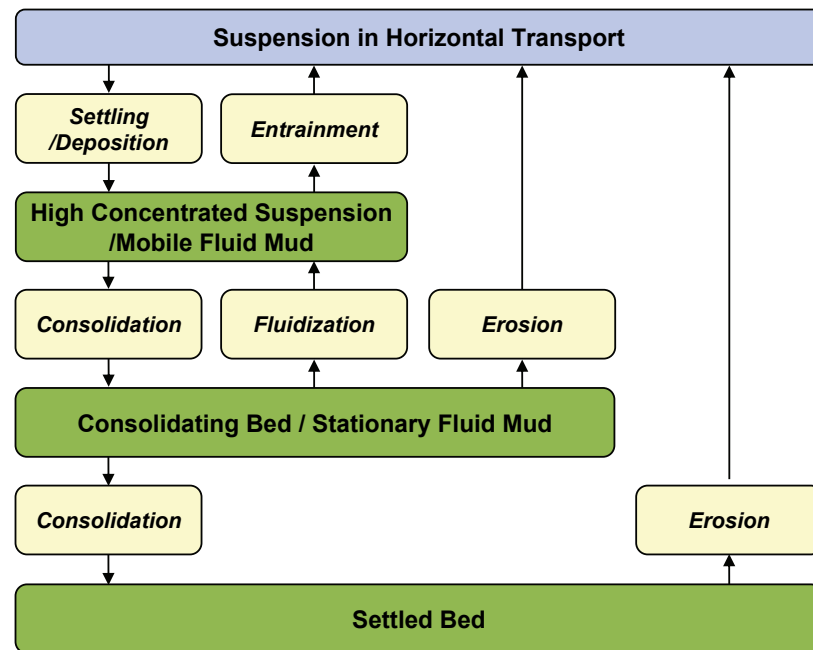 Suspension in Horizontal Transport
Settling
/Deposition
Entrainment
High Concentrated Suspension
/Mobile Fluid Mud
Consolidation
Fluidization
Erosion
Consolidating Bed / Stationary Fluid Mud
Consolidation
Erosion
Settled Bed